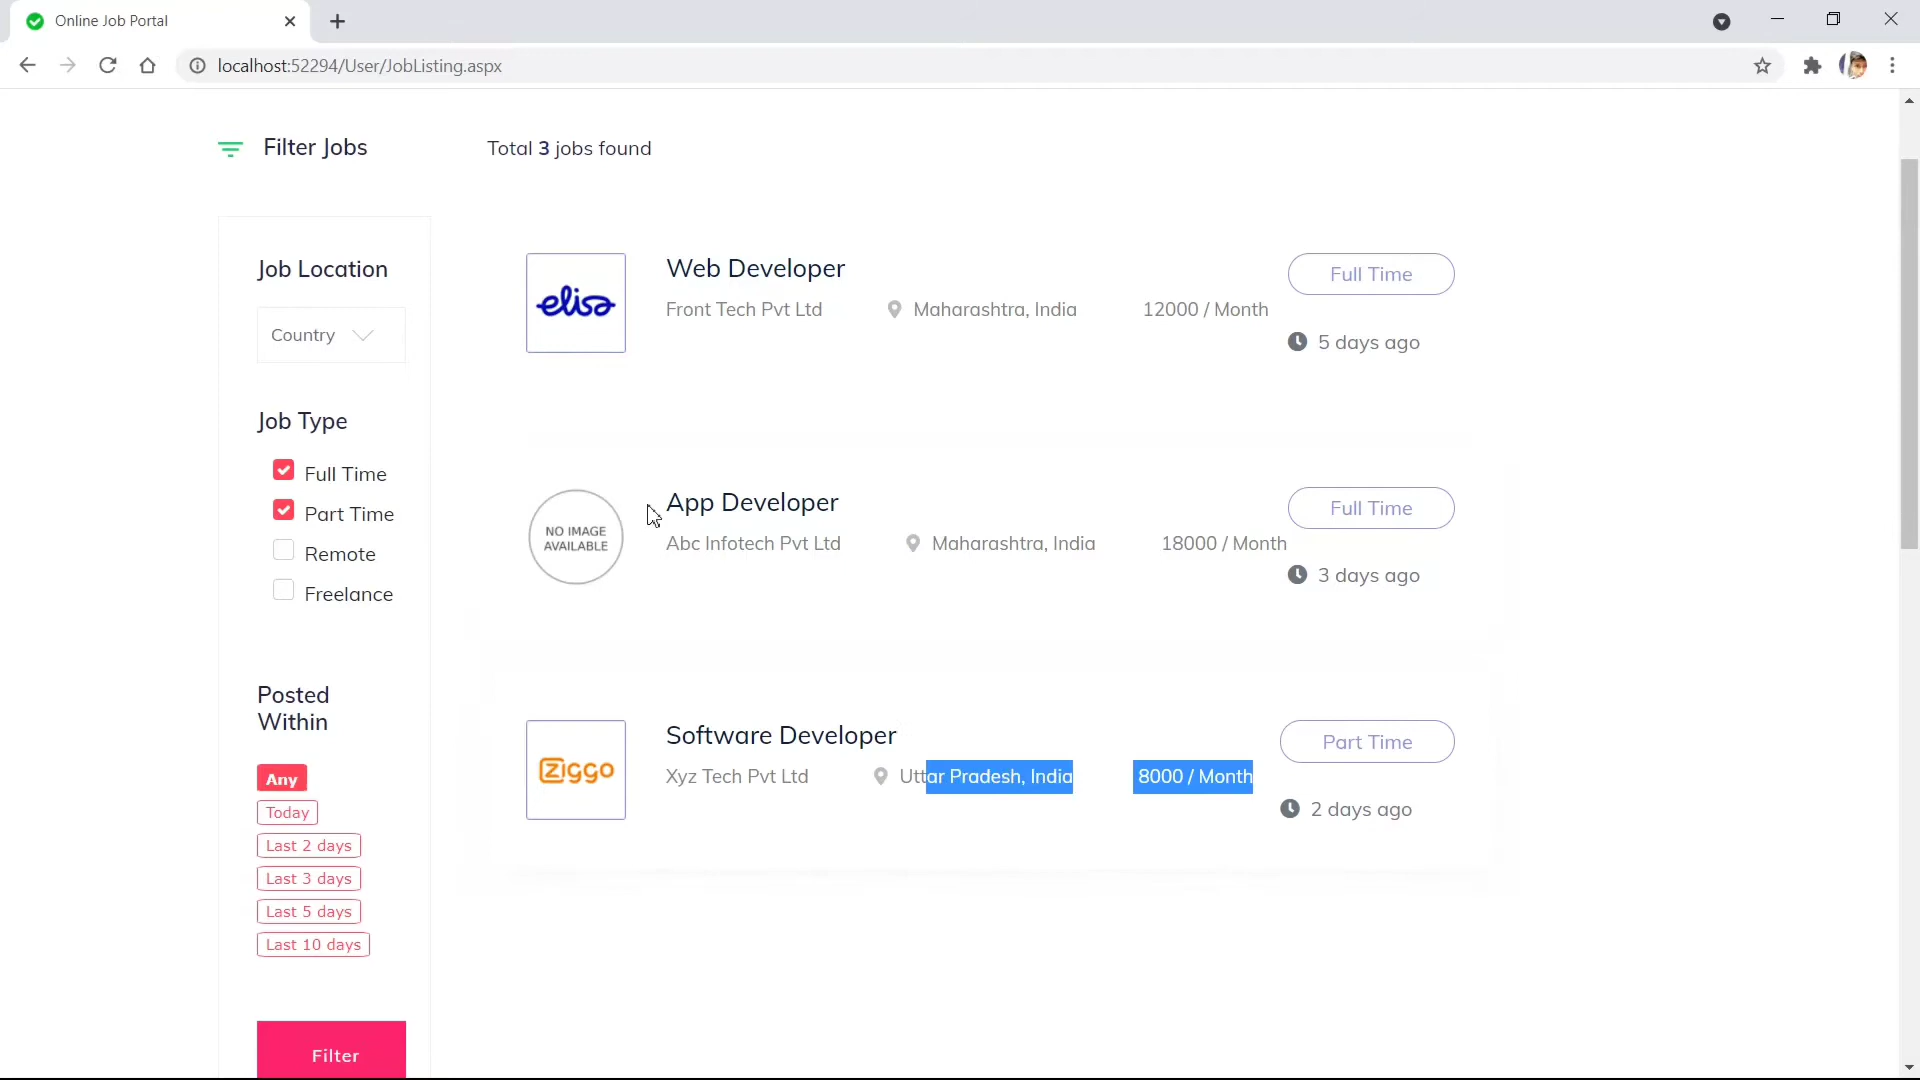 Online Job Portal
localhost:52294/User/JobListing.aspx
Filter Jobs
Total 3 jobs found
Job Location
Country
Job Type
Full Time
Part Time
Remote
Freelance
Posted
Within
Any
Today
Last 2 days
Last 3 days
Last 5 days
Last 10 days
Filter
elisa
Web Developer
Front Tech Pvt Ltd
Maharashtra, India
12000 / Month
Full Time
5 days ago
NO IMAGE
AVAILABLE
App Developer
Abc Infotech Pvt Ltd
Maharashtra, India
18000 / Month
Full Time
3 days ago
ziggo
Software Developer
Xyz Tech Pvt Ltd
Uttar Pradesh, India
8000 / Month
Part Time
2 days ago